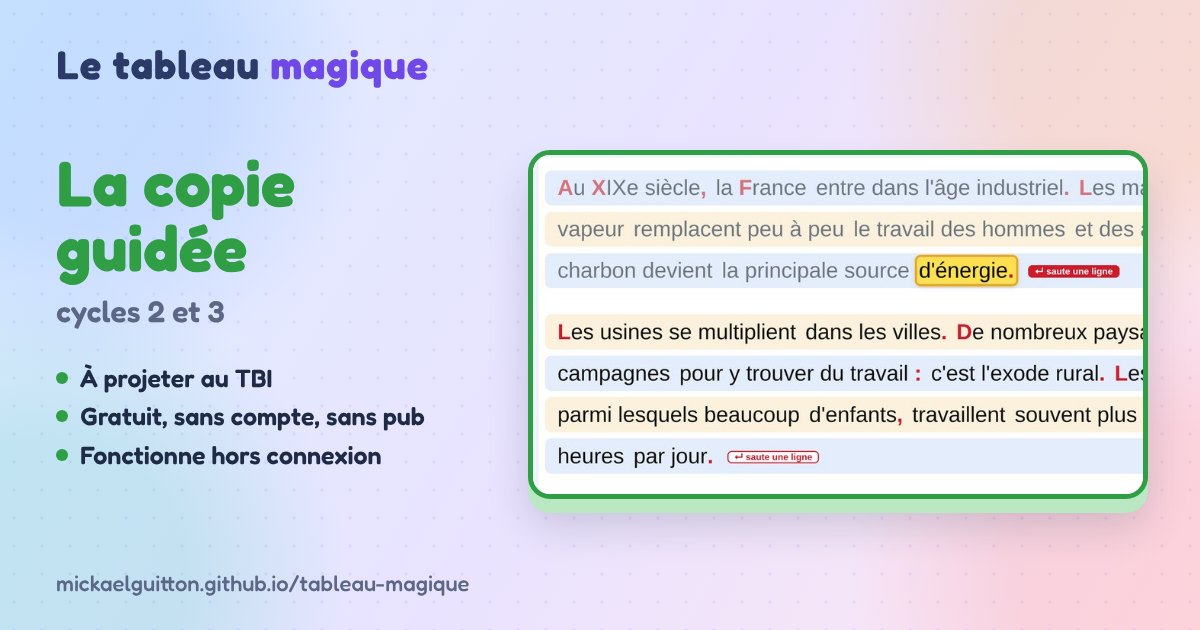 Le tableau magique
La copie
guidée
cycles 2 et 3
À projeter au TBI
Gratuit, sans compte, sans pub
Fonctionne hors connexion
mickaelguitton.github.io/tableau-magique
Au XIXe siècle, la France entre dans l'âge industriel. Les
vapeur remplacent peu à peu le travail des hommes et des
charbon devient la principale source d'énergie. ↵ saute une ligne
Les usines se multiplient dans les villes. De nombreux
campagnes pour y trouver du travail : c'est l'exode rural. Les
parmi lesquels beaucoup d'enfants, travaillent souvent plus
heures par jour. ↵ saute une ligne